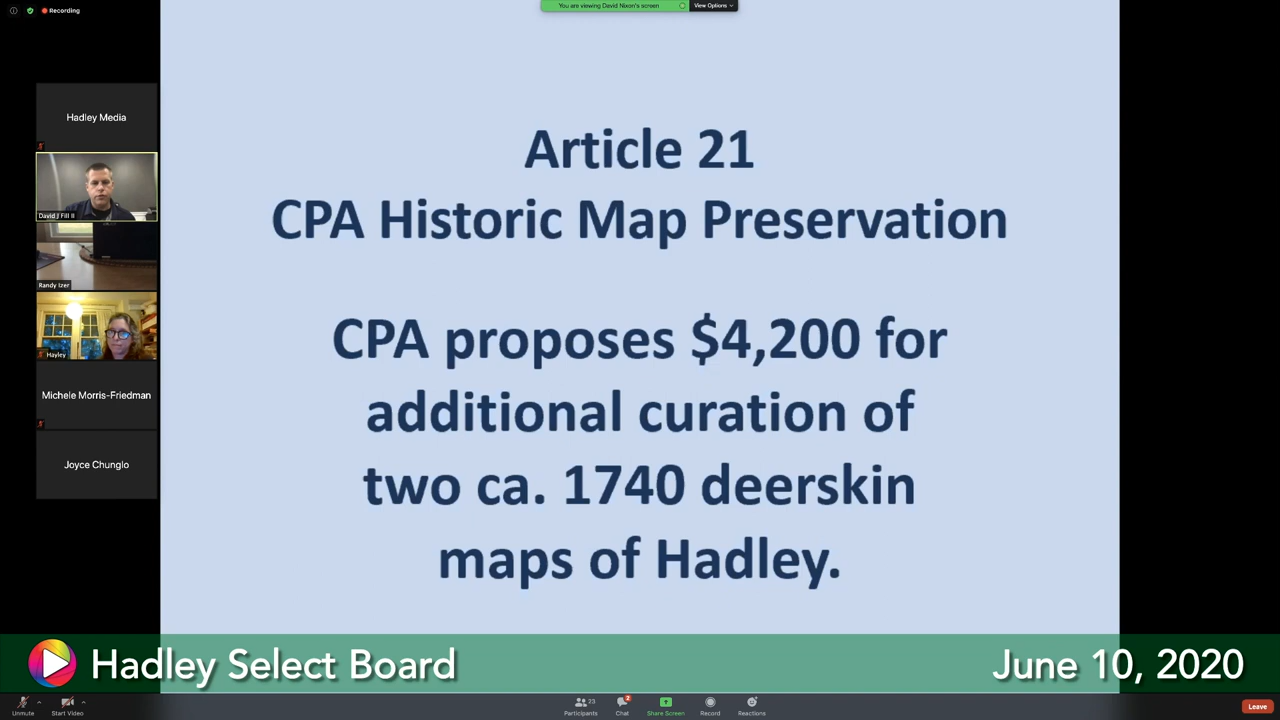 Recording
You are viewing David Nixon's screen
View Options
Hadley Media
David J Fill II
Randy Izer
Hayley
Michele Morris-Friedman
Joyce Chunglo
Article 21
CPA Historic Map Preservation
CPA proposes $4,200 for
additional curation of
two ca. 1740 deerskin
maps of Hadley.
Hadley Select Board
June 10, 2020
Unmute
Start Video
23
Participants
2
Chat
Share Screen
Record
Reactions
Leave